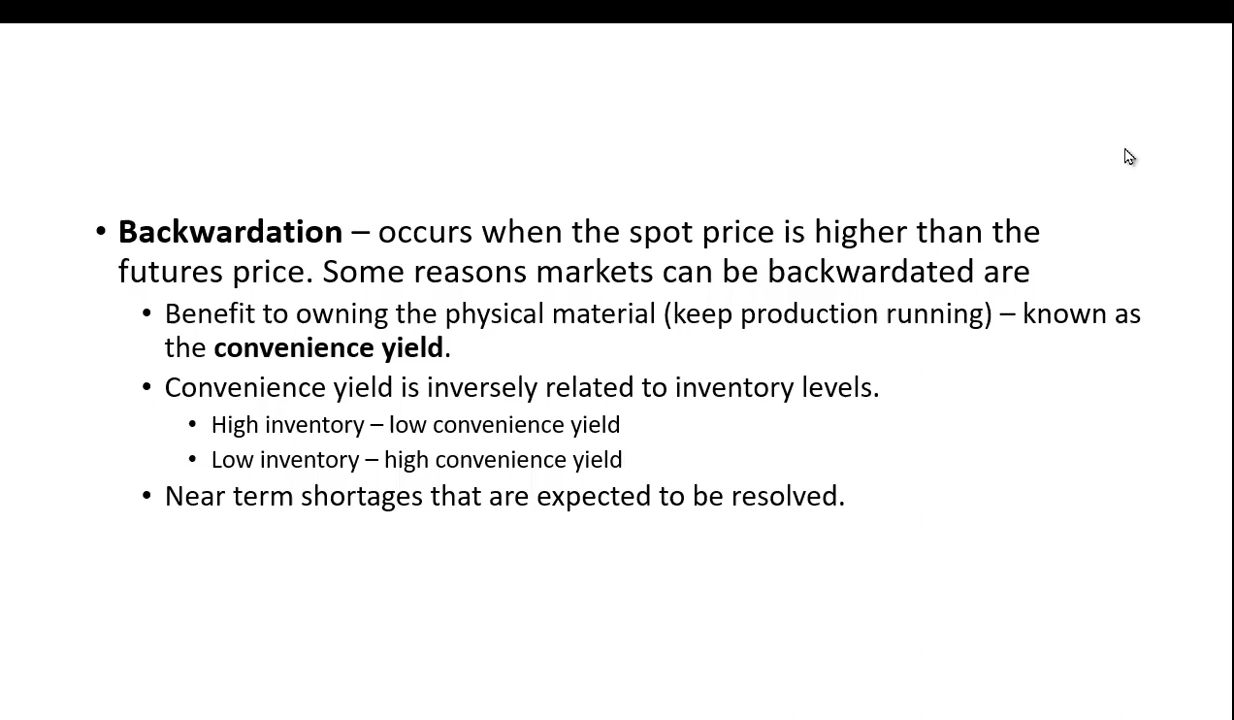 • Backwardation – occurs when the spot price is higher than the
futures price. Some reasons markets can be backwardated are
• Benefit to owning the physical material (keep production running) – known as
the convenience yield.
• Convenience yield is inversely related to inventory levels.
• High inventory – low convenience yield
• Low inventory – high convenience yield
• Near term shortages that are expected to be resolved.